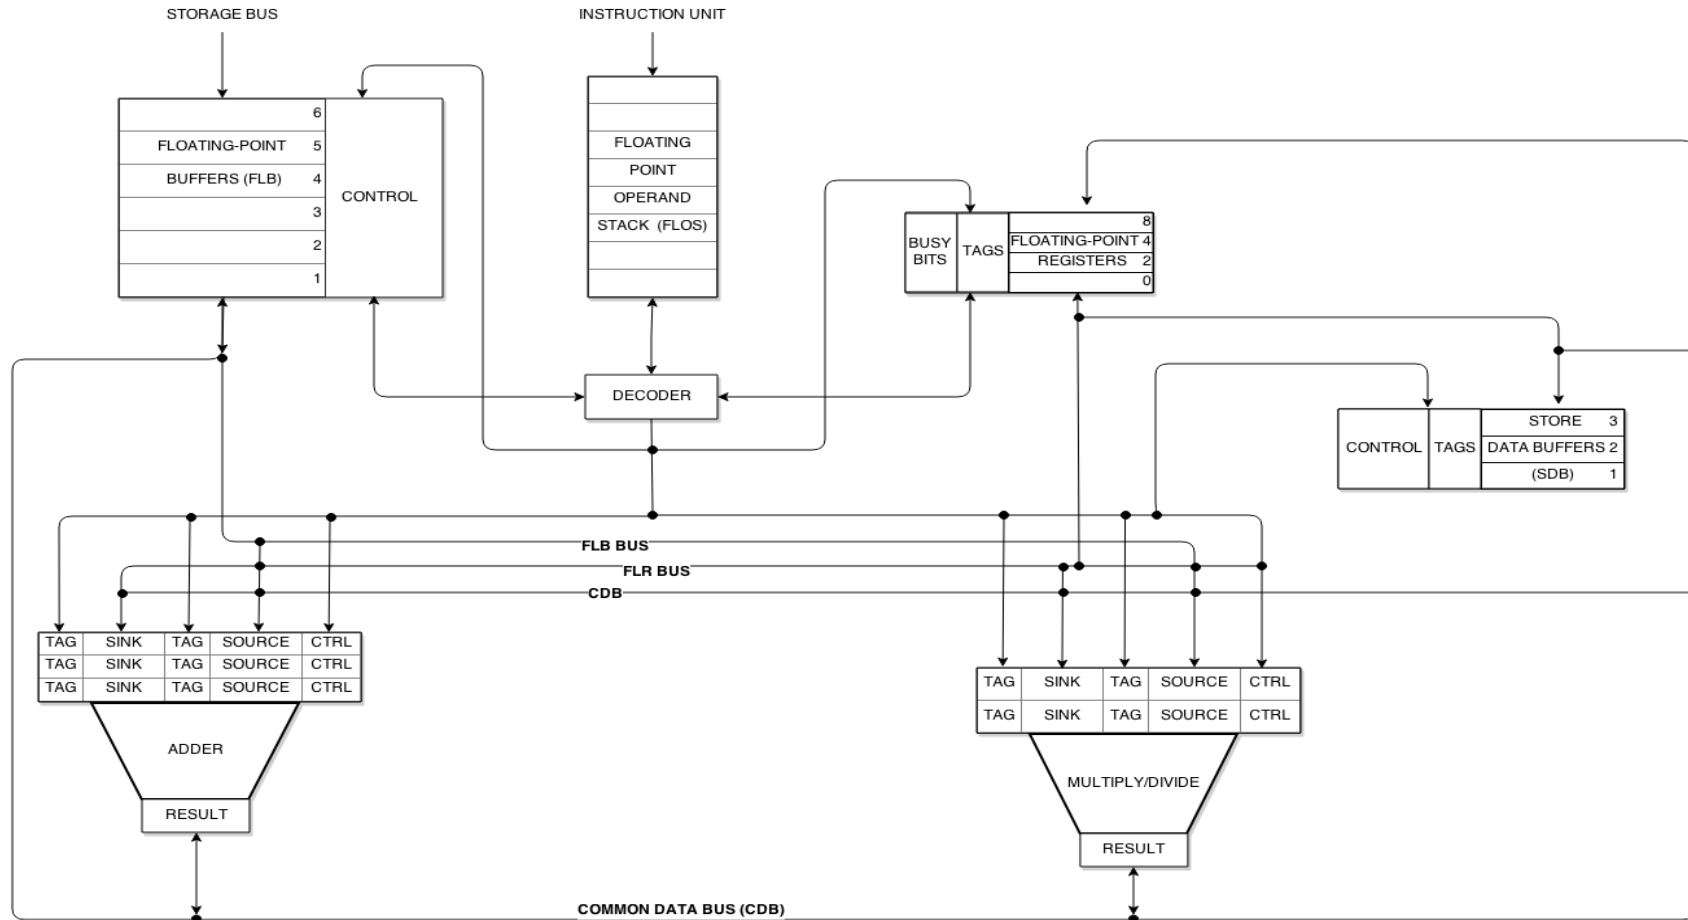 STORAGE BUS
INSTRUCTION UNIT
6
FLOATING-POINT 5
BUFFERS (FLB) 4
3
2
1
CONTROL
FLOATING
POINT
OPERAND
STACK (FLOS)
BUSY
BITS
TAGS
8
FLOATING-POINT 4
REGISTERS 2
0
DECODER
CONTROL
TAGS
STORE 3
DATA BUFFERS 2
(SDB) 1
FLB BUS
FLR BUS
CDB
TAG SINK TAG SOURCE CTRL
TAG SINK TAG SOURCE CTRL
TAG SINK TAG SOURCE CTRL
ADDER
RESULT
TAG SINK TAG SOURCE CTRL
TAG SINK TAG SOURCE CTRL
MULTIPLY/DIVIDE
RESULT
COMMON DATA BUS (CDB)